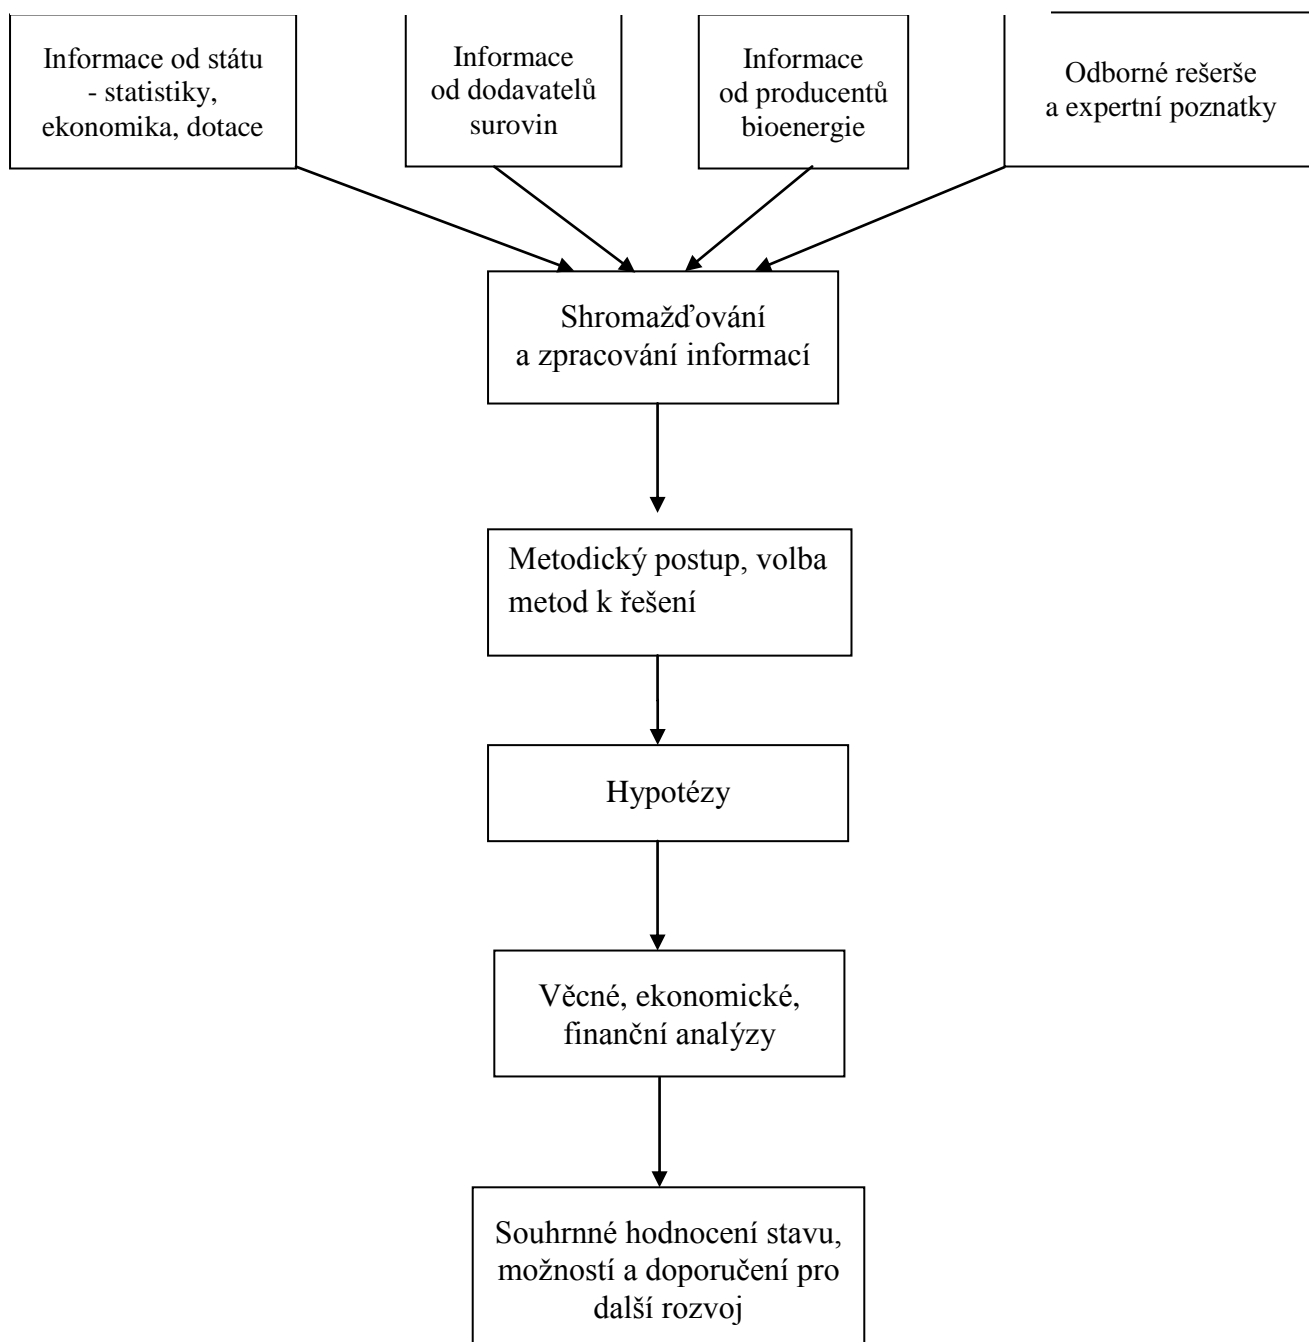 Informace od státu
- statistiky,
ekonomika, dotace
Informace
od dodavatelů
surovin
Informace
od producentů
bioenergie
Odborné rešerše
a expertní poznatky
Shromažďování
a zpracování informací
Metodický postup, volba
metod k řešení
Hypotézy
Věcné, ekonomické,
finanční analýzy
Souhrnné hodnocení stavu,
možností a doporučení pro
další rozvoj